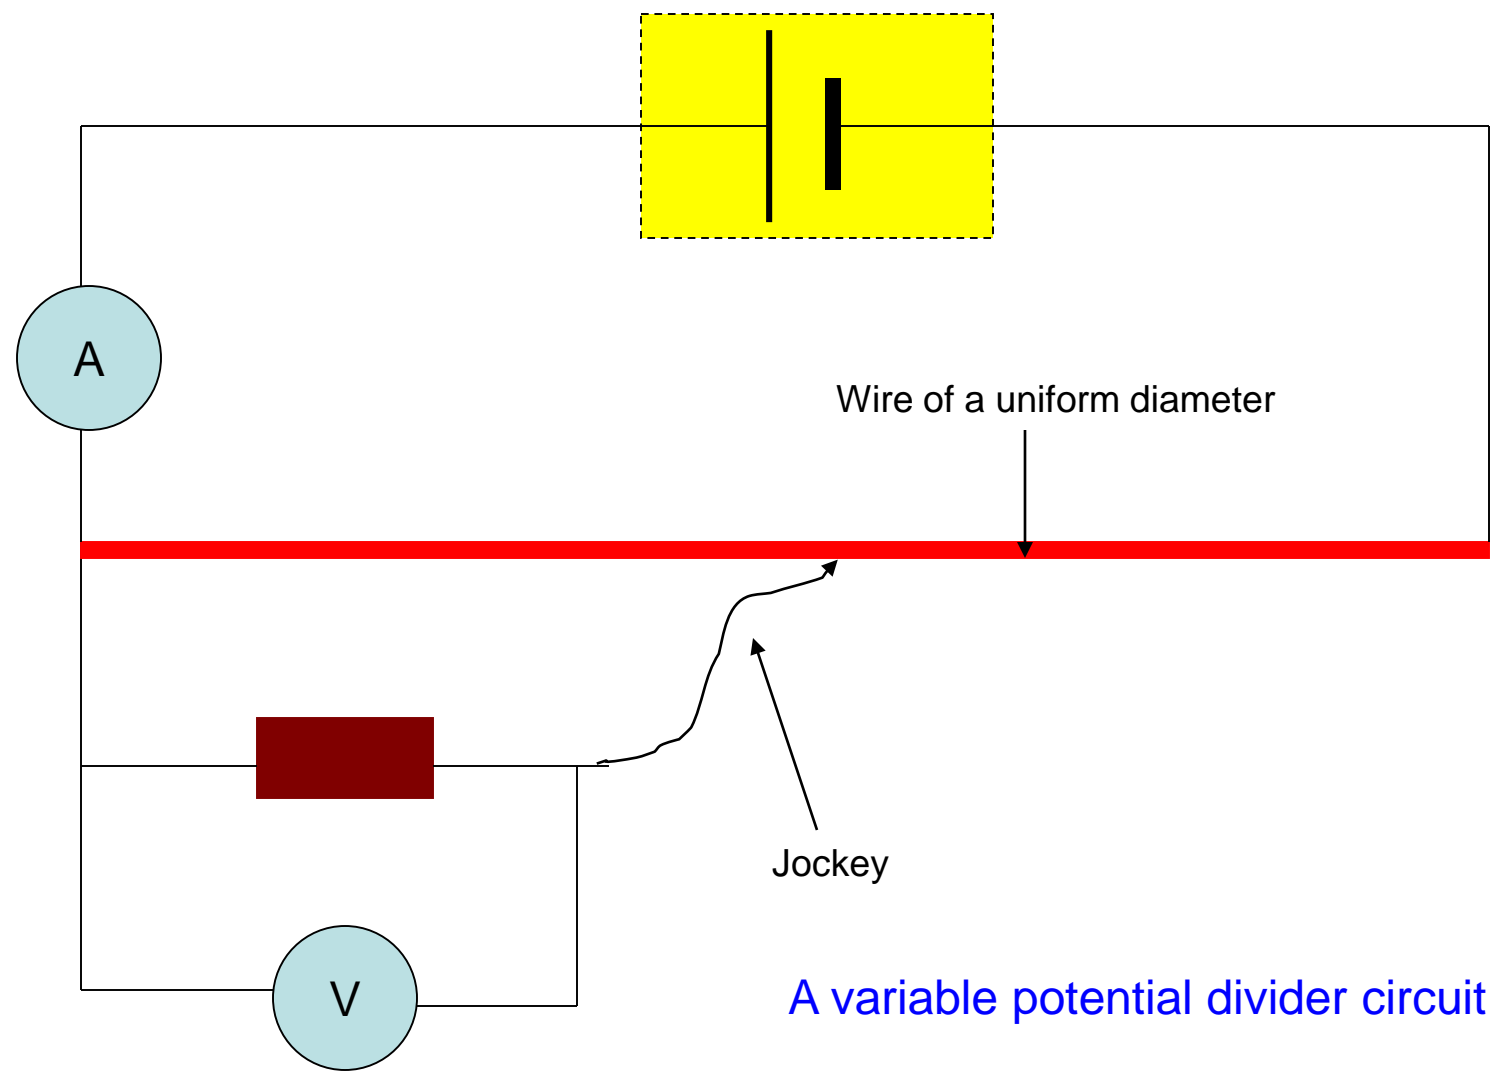 A
Wire of a uniform diameter
Jockey
V
A variable potential divider circuit